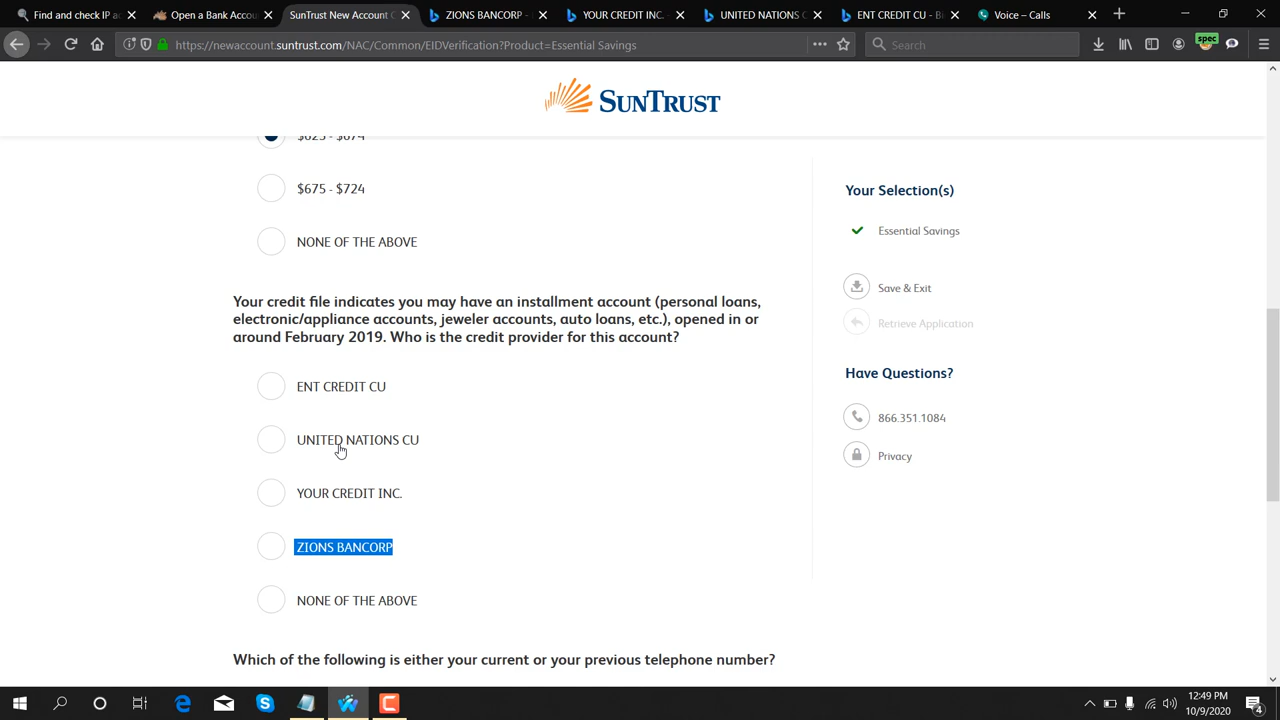 Find and check IP a
Open a Bank Accou
SunTrust New Account C
ZIONS BANCORP -
YOUR CREDIT INC. -
UNITED NATIONS C
ENT CREDIT CU - B
Voice – Calls
https://newaccount.suntrust.com/NAC/Common/EIDVerification?Product=Essential Savings
Search
spec
SUNTRUST
$625 - $674
$675 - $724
NONE OF THE ABOVE
Your credit file indicates you may have an installment account (personal loans,
electronic/appliance accounts, jeweler accounts, auto loans, etc.), opened in or
around February 2019. Who is the credit provider for this account?
ENT CREDIT CU
UNITED NATIONS CU
YOUR CREDIT INC.
ZIONS BANCORP
NONE OF THE ABOVE
Which of the following is either your current or your previous telephone number?
Your Selection(s)
Essential Savings
Save & Exit
Retrieve Application
Have Questions?
866.351.1084
Privacy
12:49 PM
10/9/2020
4